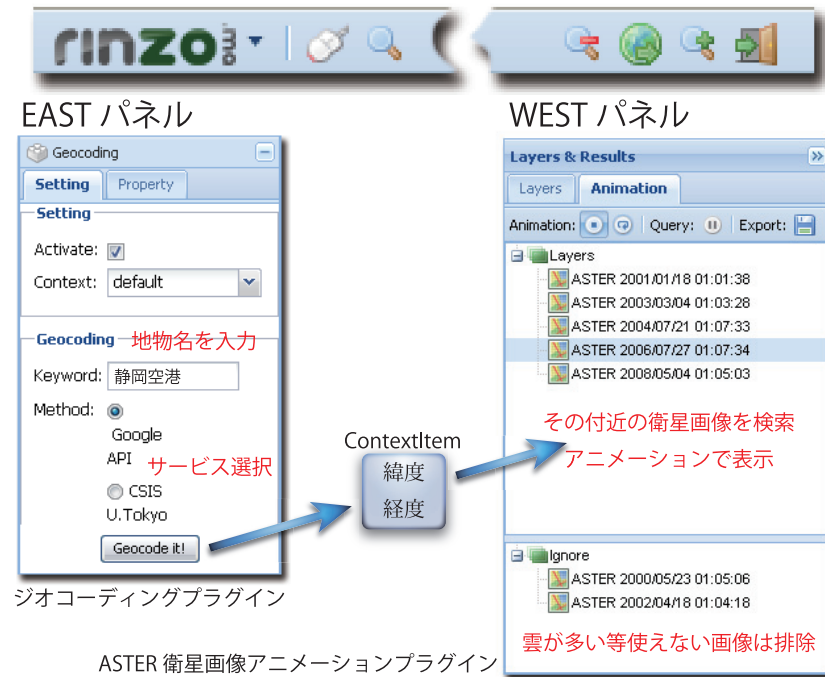 rinzo
EAST パネル
Geocoding
Setting
Property
Setting
Activate:
Context: default
Geocoding 地物名を入力
Keyword: 静岡空港
Method:
Google
API サービス選択
CSIS
U.Tokyo
Geocode it!
ジオコーディングプラグイン
ContextItem
緯度
経度
WEST パネル
Layers & Results
Layers
Animation
Animation: Query: Export:
Layers
ASTER 2001/01/18 01:01:38
ASTER 2003/03/04 01:03:28
ASTER 2004/07/21 01:07:33
ASTER 2006/07/27 01:07:34
ASTER 2008/05/04 01:05:03
その付近の衛星画像を検索
アニメーションで表示
Ignore
ASTER 2000/05/23 01:05:06
ASTER 2002/04/18 01:04:18
雲が多い等使えない画像は排除
ASTER 衛星画像アニメーションプラグイン